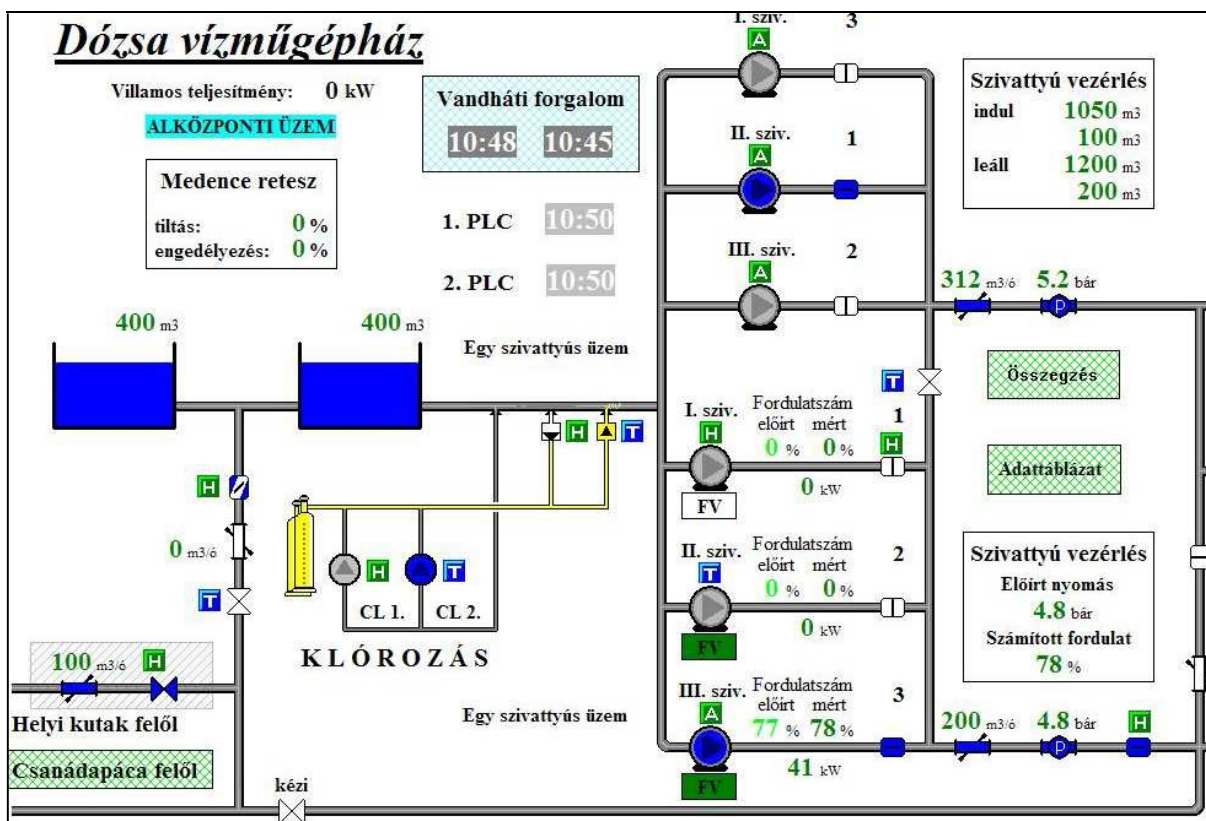 Dózsa vízműgépház
Villamos teljesítmény: 0 kW
ALKÖZPONTI ÜZEM
Medence retesz
tiltás: 0 %
engedélyezés: 0 %
Vandháti forgalom
10:48 10:45
1. PLC 10:50
2. PLC 10:50
400 m3
400 m3
Egy szivattyús üzem
I. sziv. 3
A
II. sziv. 1
A
III. sziv. 2
A
Szivattyú vezérlés
indul 1050 m3
100 m3
leáll 1200 m3
200 m3
312 m3/ó 5.2 bár
P
T
Összegzés
Adattáblázat
H T
I. sziv. Fordulatszám 1
előírt mért
H 0 % 0 % H
0 kW
FV
II. sziv. Fordulatszám 2
előírt mért
T 0 % 0 %
0 kW
FV
III. sziv. Fordulatszám 3
előírt mért
A 77 % 78 %
41 kW
FV
Szivattyú vezérlés
Előírt nyomás
4.8 bár
Számított fordulat
78 %
200 m3/ó 4.8 bár H
P
H
0 m3/ó
T
H T
CL 1. CL 2.
KLÓROZÁS
Egy szivattyús üzem
100 m3/ó H
Helyi kutak felől
Csanádapáca felől
kézi